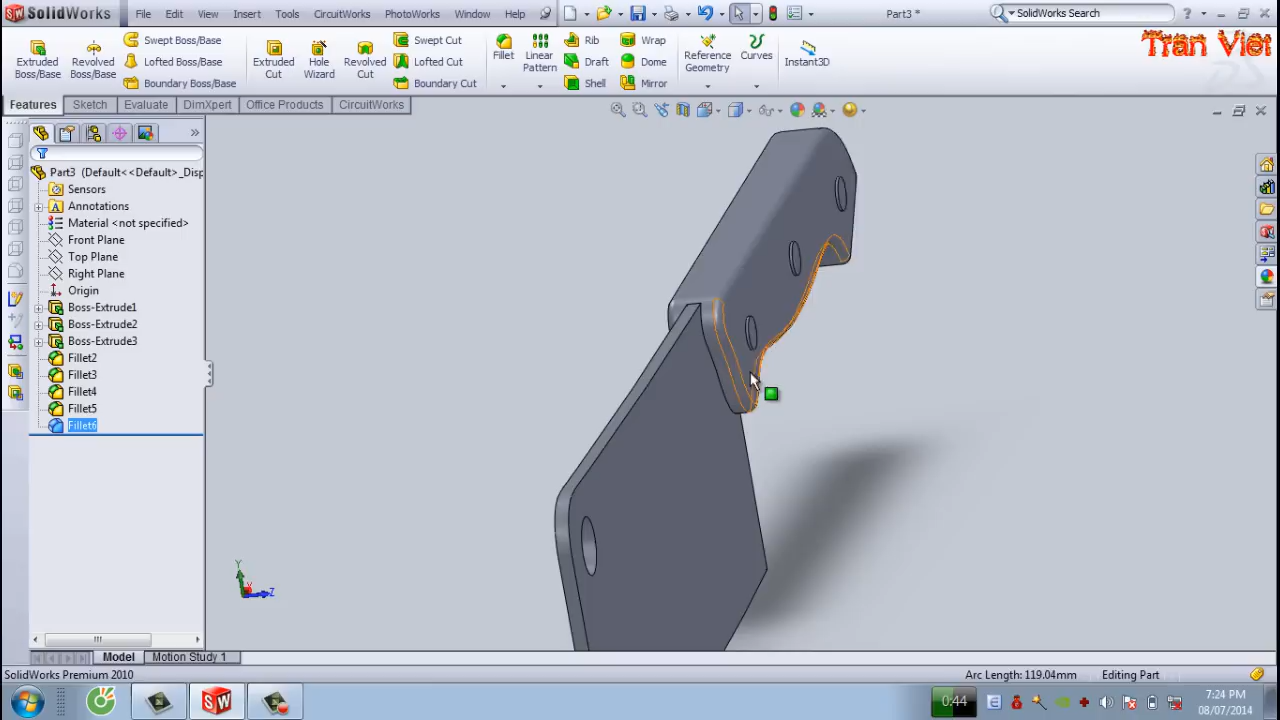 SolidWorks File Edit View Insert Tools CircuitWorks PhotoWorks Window Help Part3 * SolidWorks Search
Tran Viet
Extruded Boss/Base
Revolved Boss/Base
Swept Boss/Base
Lofted Boss/Base
Boundary Boss/Base
Extruded Cut
Hole Wizard
Revolved Cut
Swept Cut
Lofted Cut
Boundary Cut
Fillet
Linear Pattern
Rib
Draft
Shell
Wrap
Dome
Mirror
Reference Geometry
Curves
Instant3D
Features Sketch Evaluate DimXpert Office Products CircuitWorks
Part3 (Default<<Default>_Disp
Sensors
Annotations
Material <not specified>
Front Plane
Top Plane
Right Plane
Origin
Boss-Extrude1
Boss-Extrude2
Boss-Extrude3
Fillet2
Fillet3
Fillet4
Fillet5
Fillet6
Y
X
Z
Model Motion Study 1
SolidWorks Premium 2010 Arc Length: 119.04mm Editing Part
0:44
7:24 PM
08/07/2014